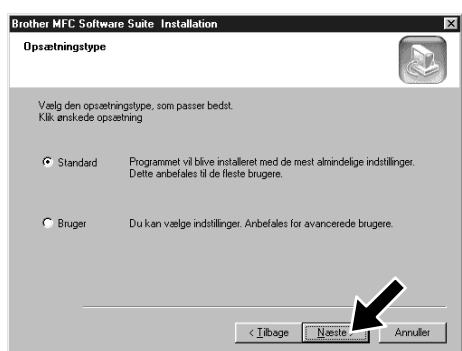 Brother MFC Software Suite Installation
Opsætningstype
Vælg den opsætningstype, som passer bedst.
Klik ønskede opsætning
Standard
Programmet vil blive installeret med de mest almindelige indstillinger.
Dette anbefales til de fleste brugere.
Bruger
Du kan vælge indstillinger. Anbefales for avancerede brugere.
< Tilbage
Næste
Annuller